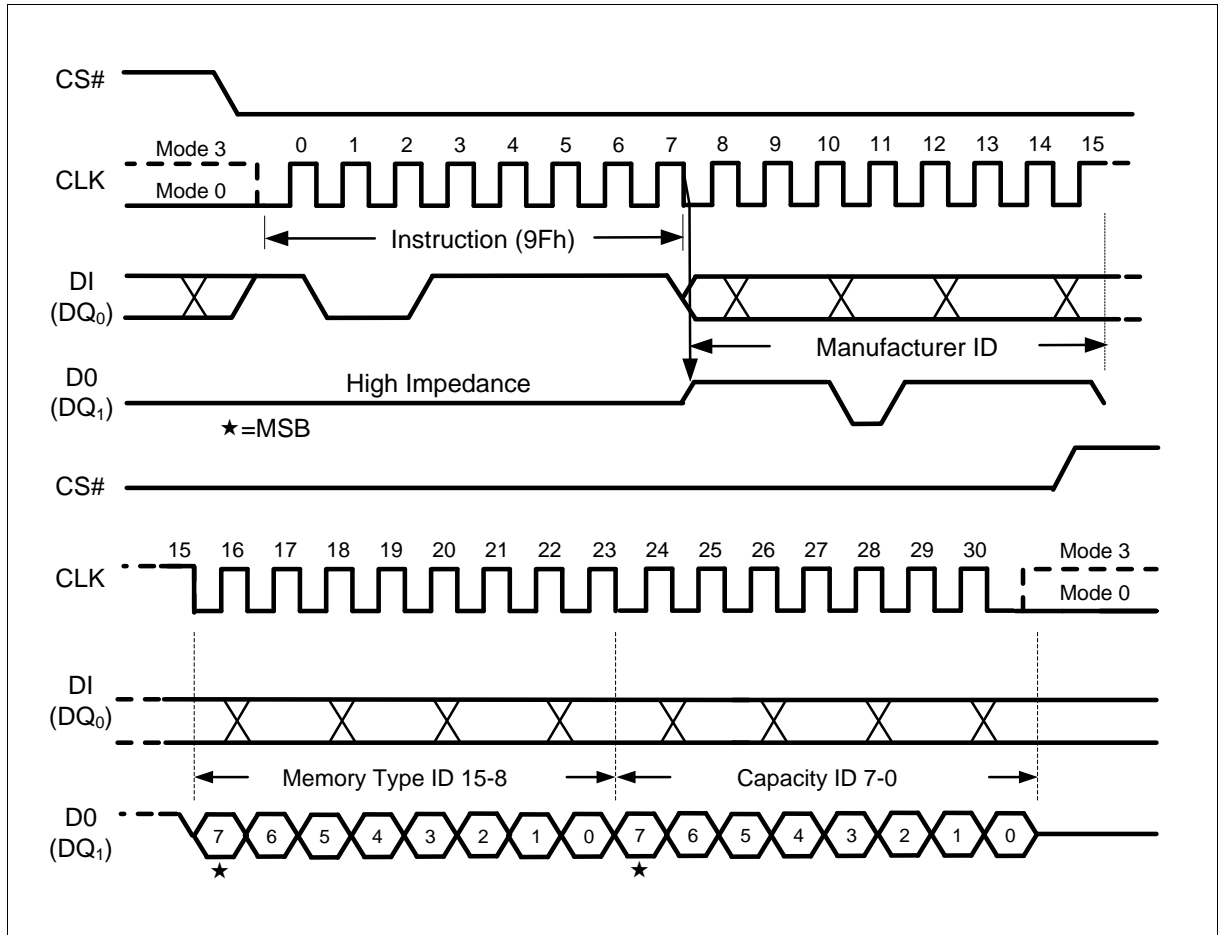 CS#
Mode 3
0 1 2 3 4 5 6 7 8 9 10 11 12 13 14 15
CLK
Mode 0
Instruction (9Fh)
DI
(DQ0)
Manufacturer ID
High Impedance
D0
(DQ1)
★=MSB
CS#
15 16 17 18 19 20 21 22 23 24 25 26 27 28 29 30
Mode 3
CLK
Mode 0
DI
(DQ0)
Memory Type ID 15-8
Capacity ID 7-0
D0
(DQ1)
7 6 5 4 3 2 1 0 7 6 5 4 3 2 1 0
★ ★